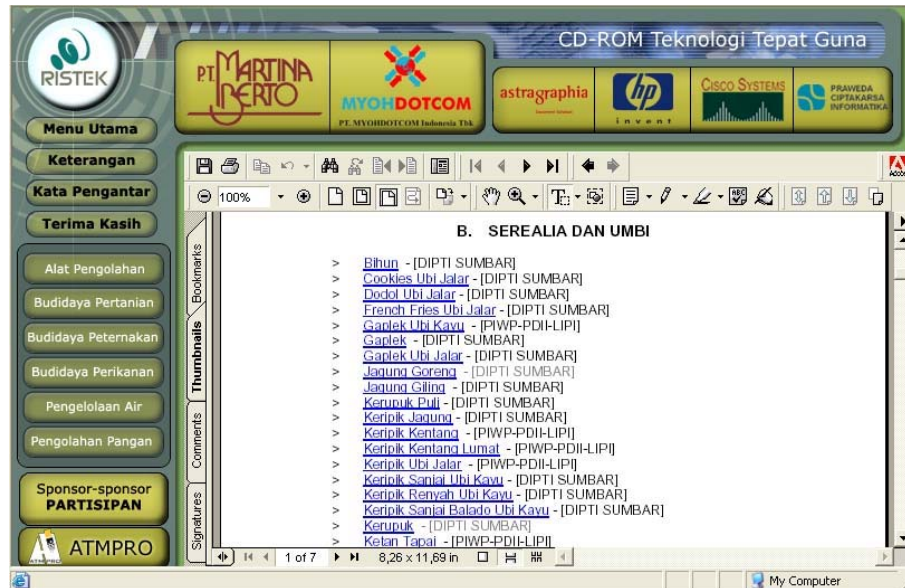 CD-ROM Teknologi Tepat Guna
RISTEK
P.T. MARTINA BERTO
MYOHDOTCOM
PT. MYOHDOTCOM Indonesia Tbk
astragraphia
hp
invent
CISCO SYSTEMS
PRAWEDA
CIPTAKARSA
INFORMATIKA
Menu Utama
Keterangan
Kata Pengantar
Terima Kasih
Alat Pengolahan
Budidaya Pertanian
Budidaya Peternakan
Budidaya Perikanan
Pengelolaan Air
Pengolahan Pangan
Sponsor-sponsor
PARTISIPAN
ATMPRO
100%
Adobe
Bookmarks
Thumbnails
Comments
Signatures
B. SEREALIA DAN UMBI
> Bihun - [DIPTI SUMBAR]
> Cookies Ubi Jalar - [DIPTI SUMBAR]
> Dodol Ubi Jalar - [DIPTI SUMBAR]
> French Fries Ubi Jalar - [DIPTI SUMBAR]
> Gaplek Ubi Kayu - [PIWP-PDII-LIPI]
> Gaplek - [DIPTI SUMBAR]
> Gaplek Ubi Jalar - [DIPTI SUMBAR]
> Jagung Goreng - [DIPTI SUMBAR]
> Jagung Giling - [DIPTI SUMBAR]
> Kerupuk Puli - [DIPTI SUMBAR]
> Keripik Jagung - [DIPTI SUMBAR]
> Keripik Kentang - [PIWP-PDII-LIPI]
> Keripik Kentang Lumat - [PIWP-PDII-LIPI]
> Keripik Ubi Jalar - [PIWP-PDII-LIPI]
> Keripik Sanjai Ubi Kayu - [DIPTI SUMBAR]
> Keripik Renyah Ubi Kayu - [DIPTI SUMBAR]
> Keripik Sanjai Balado Ubi Kayu - [DIPTI SUMBAR]
> Kerupuk - [DIPTI SUMBAR]
> Ketan Tapai - [PIWP-PDII-LIPI]
1 of 7
8,26 x 11,69 in
My Computer